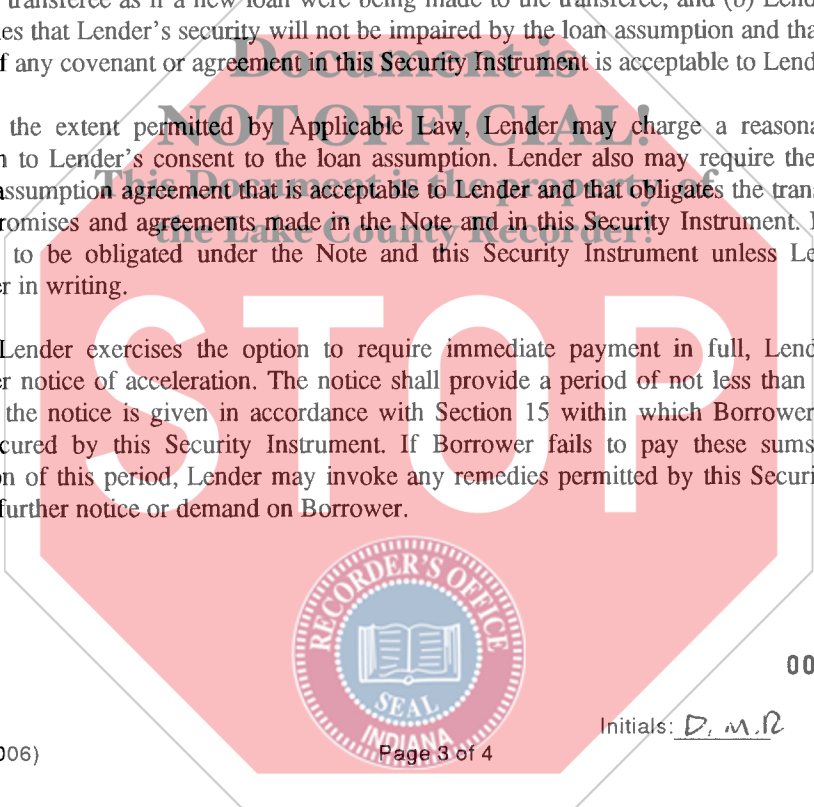 transferee as if a new loan were being made to the transferee; and (b) Lend
es that Lender's security will not be impaired by the loan assumption and tha
f any covenant or agreement in this Security Instrument is acceptable to Lend
Document is
the extent permitted by Applicable Law, Lender may charge a reasona
NOT OFFICIAL!
n to Lender's consent to the loan assumption. Lender also may require the
assumption agreement that is acceptable to Lender and that obligates the tran
This Document is the property of
romises and agreements made in the Note and in this Security Instrument.
the Lake County Recorder!
to be obligated under the Note and this Security Instrument unless Le
er in writing.
STOP
Lender exercises the option to require immediate payment in full, Lend
er notice of acceleration. The notice shall provide a period of not less than
the notice is given in accordance with Section 15 within which Borrower
cured by this Security Instrument. If Borrower fails to pay these sums
on of this period, Lender may invoke any remedies permitted by this Securi
further notice or demand on Borrower.
RECORDER'S OFFICE
SEAL
INDIANA
00
Initials: D. M. R
006)
Page 3 of 4